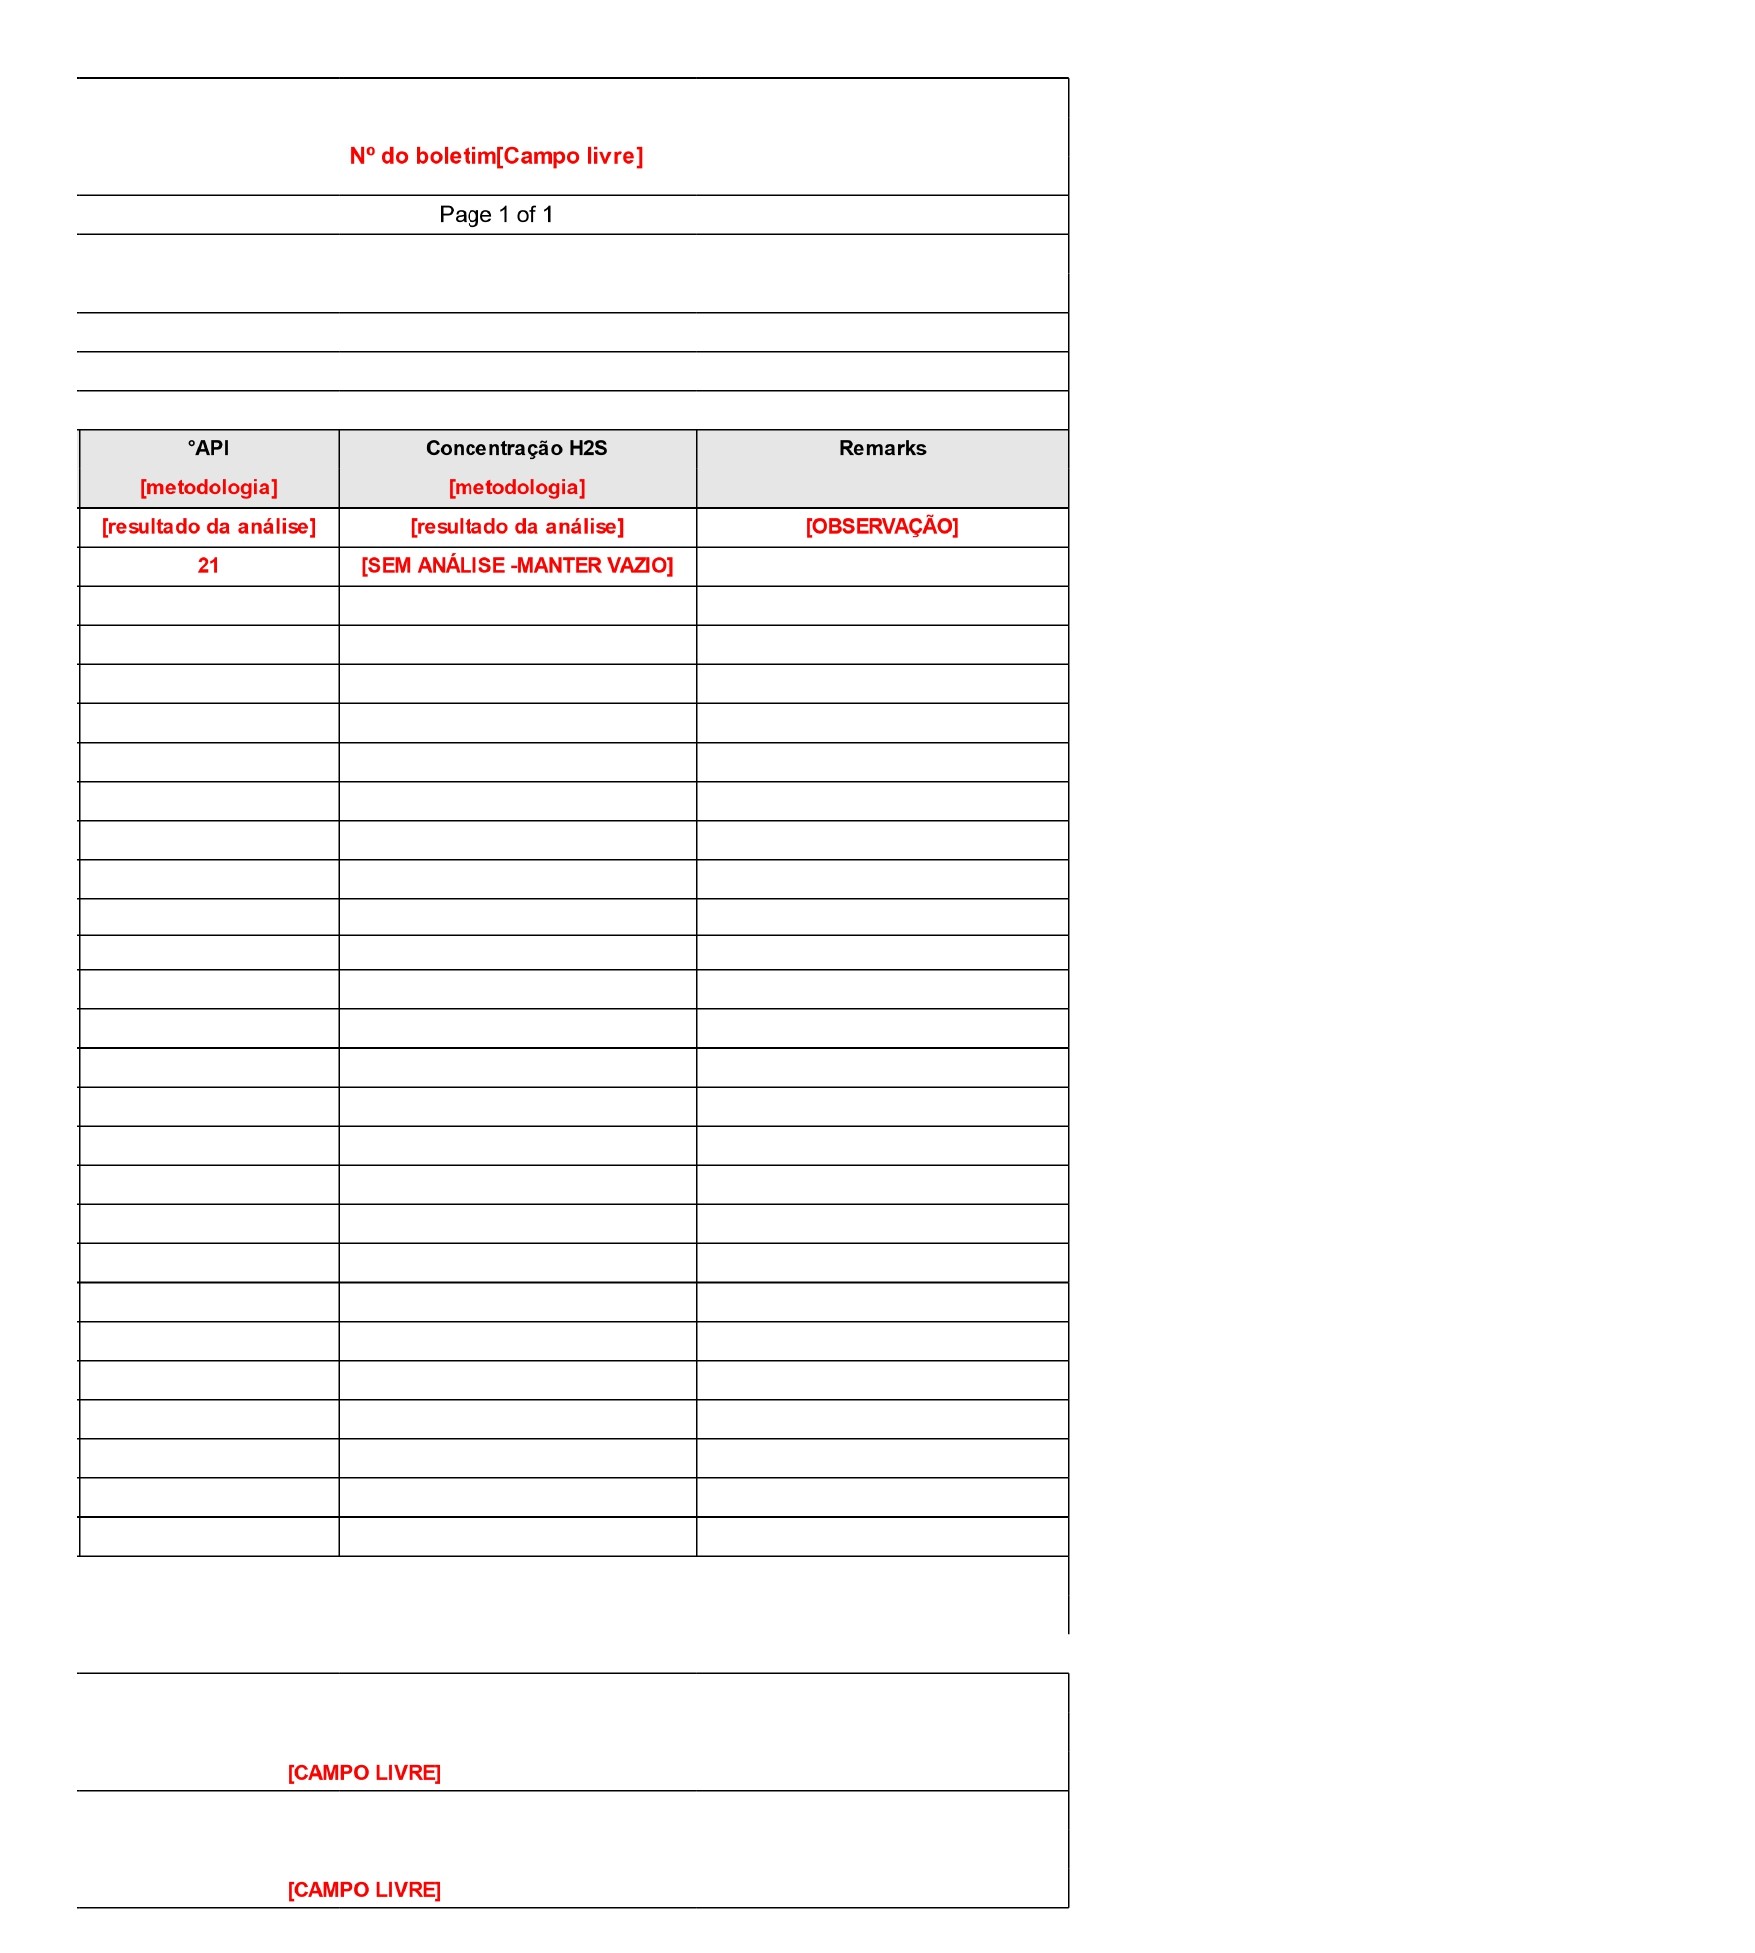 Nº do boletim[Campo livre]
Page 1 of 1
°API Concentração H2S Remarks
[metodologia] [metodologia]
[resultado da análise] [resultado da análise] [OBSERVAÇÃO]
21 [SEM ANÁLISE -MANTER VAZIO]
[CAMPO LIVRE]
[CAMPO LIVRE]